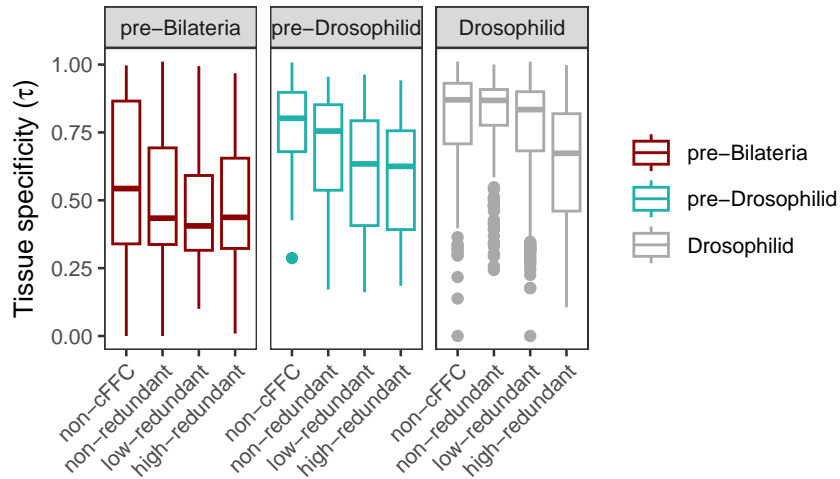 pre−Bilateria
pre−Drosophilid
Drosophilid
Tissue specificity (τ)
1.00
0.75
0.50
0.25
0.00
non−cFFC
non−redundant
low−redundant
high−redundant
non−cFFC
non−redundant
low−redundant
high−redundant
non−cFFC
non−redundant
low−redundant
high−redundant
pre−Bilateria
pre−Drosophilid
Drosophilid